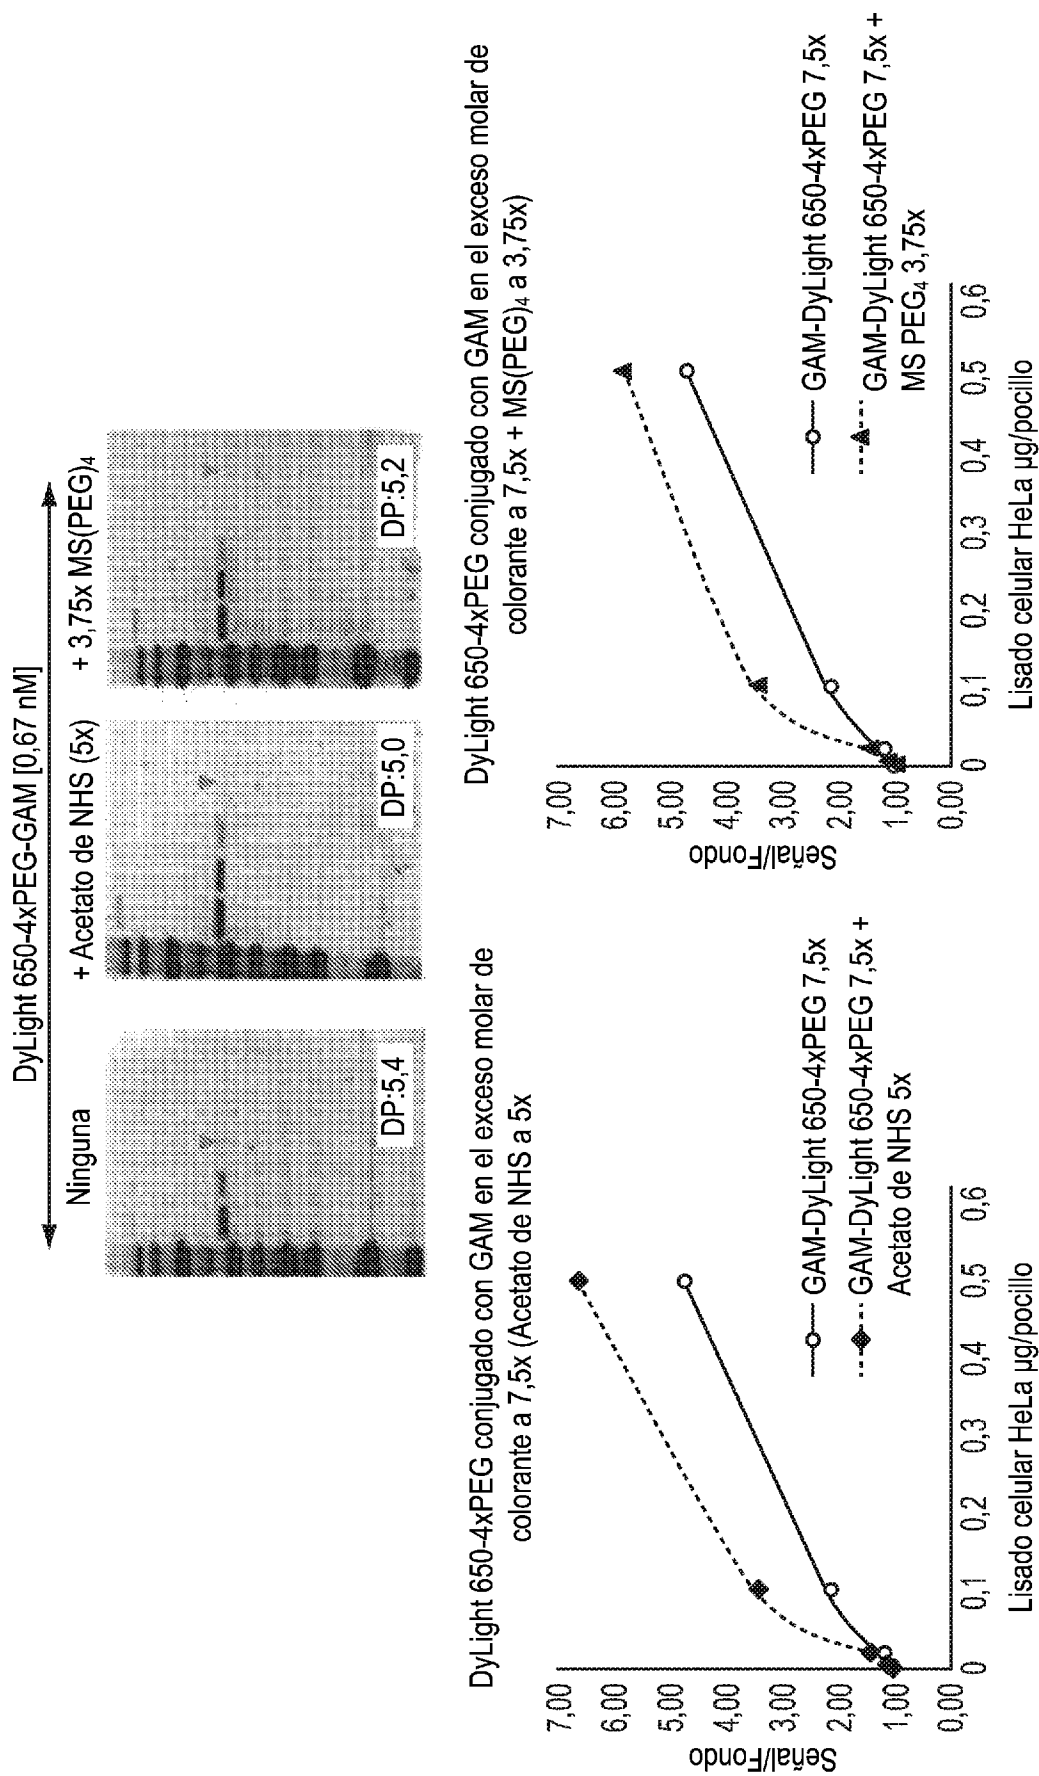 DyLight 650-4xPEG-GAM [0,67 nM]
Ninguna
+ Acetato de NHS (5x)
+ 3,75x MS(PEG)₄
DP:5,4
DP:5,0
DP:5,2
DyLight 650-4xPEG conjugado con GAM en el exceso molar de
colorante a 7,5x (Acetato de NHS a 5x
Señal/Fondo
7,00
6,00
5,00
4,00
3,00
2,00
1,00
0,00
0
0,1
0,2
0,3
0,4
0,5
0,6
Lisado celular HeLa µg/pocillo
GAM-DyLight 650-4xPEG 7,5x
GAM-DyLight 650-4xPEG 7,5x +
Acetato de NHS 5x
DyLight 650-4xPEG conjugado con GAM en el exceso molar de
colorante a 7,5x + MS(PEG)₄ a 3,75x)
Señal/Fondo
7,00
6,00
5,00
4,00
3,00
2,00
1,00
0,00
0
0,1
0,2
0,3
0,4
0,5
0,6
Lisado celular HeLa µg/pocillo
GAM-DyLight 650-4xPEG 7,5x
GAM-DyLight 650-4xPEG 7,5x +
MS PEG₄ 3,75x